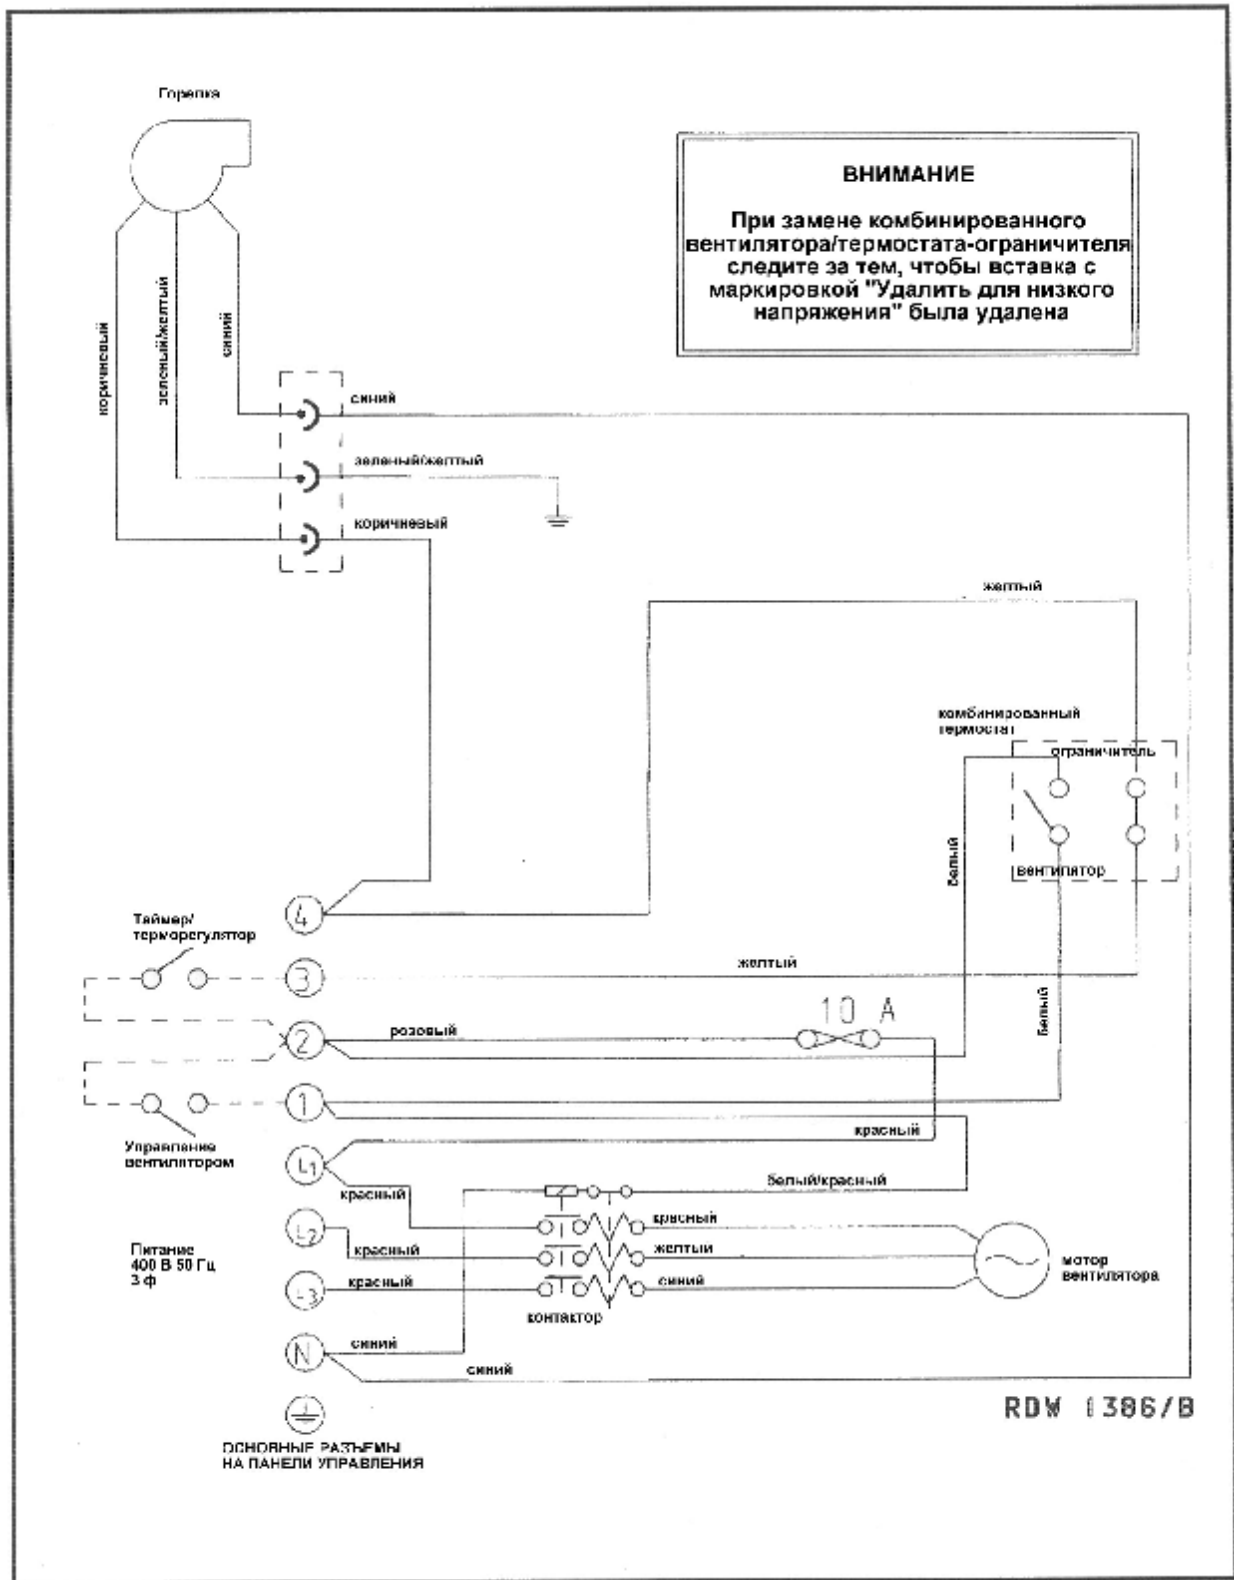 Горелка
ВНИМАНИЕ
При замене комбинированного
вентилятора/термостата-ограничителя
следите за тем, чтобы вставка с
маркировкой "Удалить для низкого
напряжения" была удалена
коричневый
зеленый/желтый
синий
синий
зеленый/желтый
коричневый
желтый
комбинированный
термостат
ограничитель
вентилятор
белый
белый
4
Таймер/
терморегулятор
3
желтый
10 A
розовый
2
1
Управление
вентилятором
красный
L1
белый/красный
красный
красный
L2
красный
желтый
Питание
400 В 50 Гц
3 ф
мотор
вентилятора
L3
красный
синий
контактор
N
синий
синий
RDW 1386/B
ОСНОВНЫЕ РАЗЪЕМЫ
НА ПАНЕЛИ УПРАВЛЕНИЯ